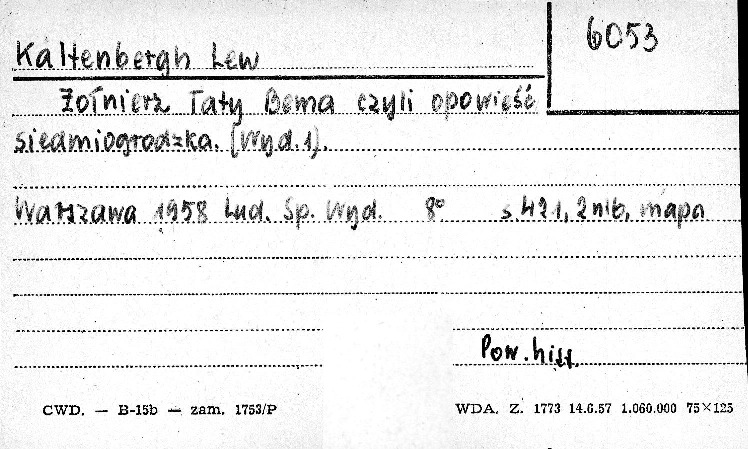 6053
Kaltenbergh Lew
Żołnierz Taty Bema czyli opowieść
siedmiogrodzka. [Wyd. 1].
Warszawa 1958 Lud. Sp. Wyd. 8° s 421, 2 nlb, mapa
Pow. hist.
CWD. — B-15b — zam. 1753/P
WDA. Z. 1773 14.6.57 1.060.000 75×125